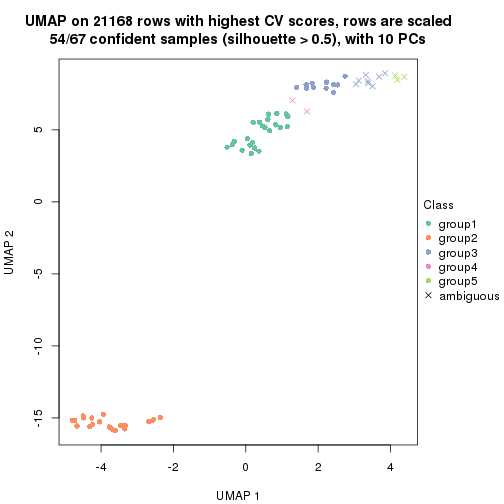 UMAP on 21168 rows with highest CV scores, rows are scaled
54/67 confident samples (silhouette > 0.5), with 10 PCs
5
0
-5
-10
-15
UMAP 2
-4
-2
0
2
4
UMAP 1
Class
group1
group2
group3
group4
group5
ambiguous